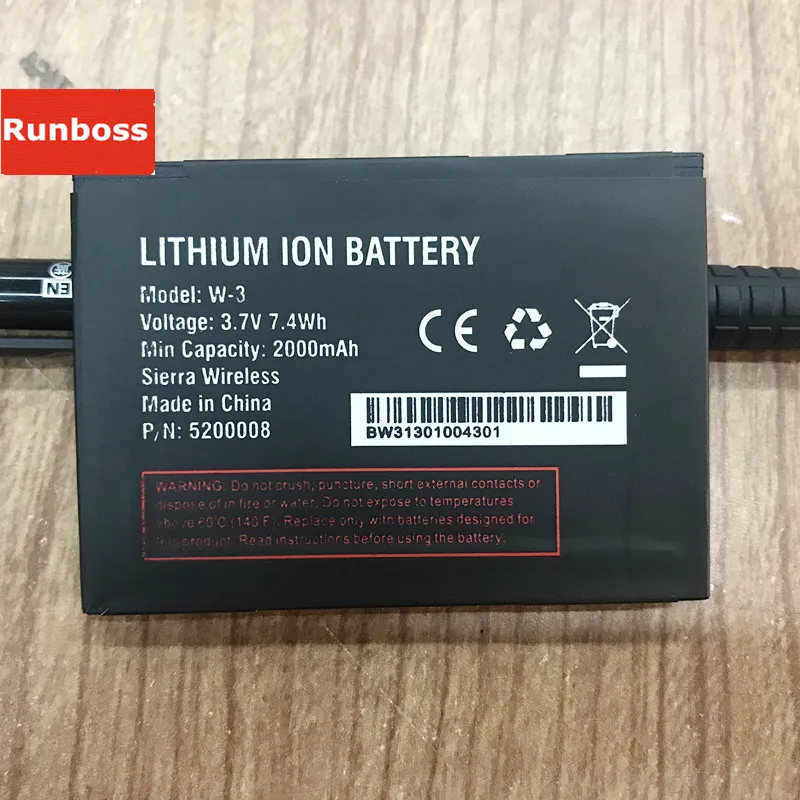 Runboss
LITHIUM ION BATTERY
Model: W-3
Voltage: 3.7V 7.4Wh
Min Capacity: 2000mAh
Sierra Wireless
Made in China
P/N: 5200008
BW31301004301
EN
WARNING: Do not crush, puncture, short external contacts or
dispose of in fire or water. Do not expose to temperatures
above 60°C (140°F). Replace only with batteries designed for
this product. Read instructions before using the battery.